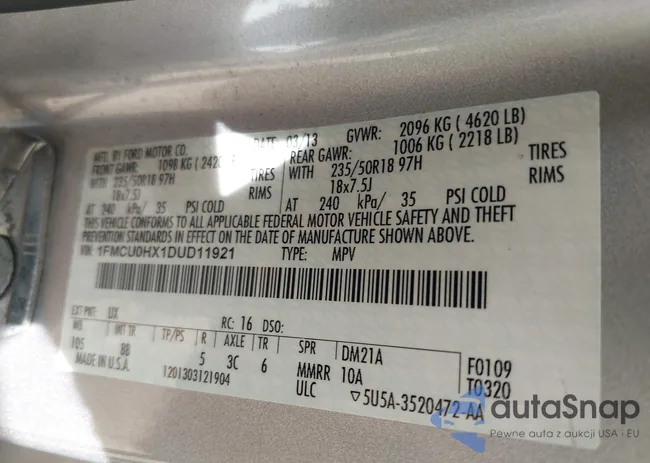 MFG. BY FORD MOTOR CO.
DATE 03/13 GVWR: 2096 KG ( 4620 LB)
FRONT GAWR: 1098 KG ( 2420
REAR GAWR: 1006 KG ( 2218 LB)
WITH 235/50R18 97H TIRES
WITH 235/50R18 97H TIRES
18x7.5J RIMS
18x7.5J RIMS
AT 240 kPa/ 35 PSI COLD
AT 240 kPa/ 35 PSI COLD
THIS VEHICLE CONFORMS TO ALL APPLICABLE FEDERAL MOTOR VEHICLE SAFETY AND THEFT
PREVENTION STANDARDS IN EFFECT ON THE DATE OF MANUFACTURE SHOWN ABOVE.
VIN: 1FMCU0HX1DUD11921 TYPE: MPV
EXT PNT: UX RC: 16 DSO:
WB INT TR TP/PS R AXLE TR SPR
105 BB 5 3C 6 DM21A F0109
MADE IN U.S.A. MMRR 10A T0320
1201303121904 ULC ▽5U5A-3520472 AA
autaSnap
Pewne auta z aukcji USA i EU